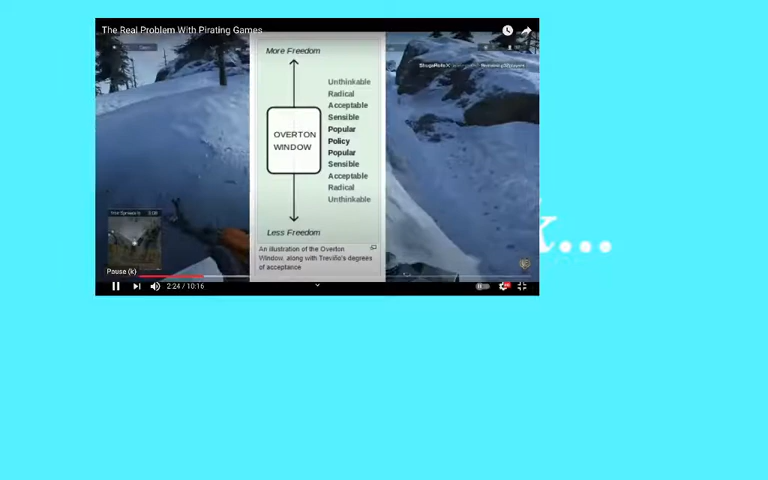 The Real Problem With Pirating Games
More Freedom
Unthinkable
Radical
Acceptable
Sensible
Popular
OVERTON
WINDOW
Policy
Popular
Sensible
Acceptable
Radical
Unthinkable
Less Freedom
An illustration of the Overton
Window, along with Treviño's degrees
of acceptance
Pause (k)
2:24 / 10:16
k...